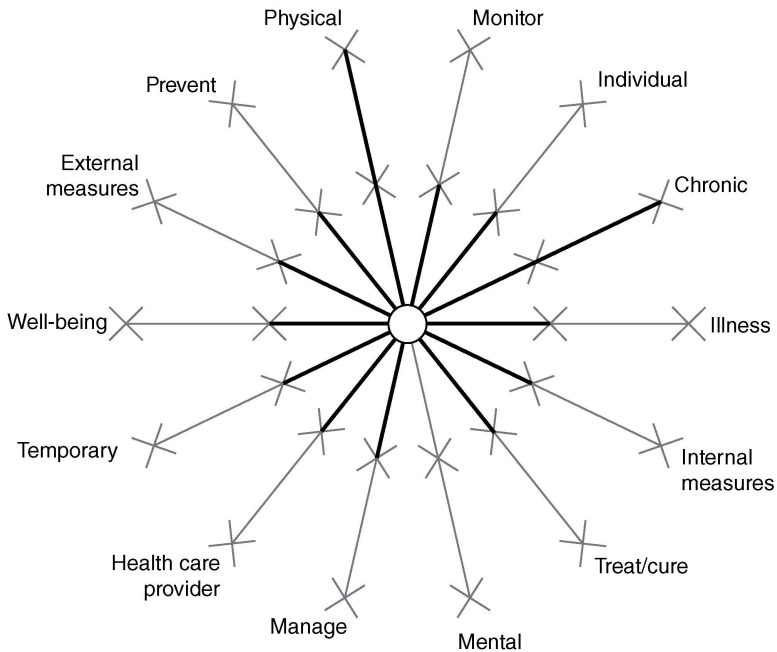 Physical
Monitor
Prevent
Individual
External
measures
Chronic
Well-being
Illness
Temporary
Internal
measures
Health care
provider
Treat/cure
Manage
Mental